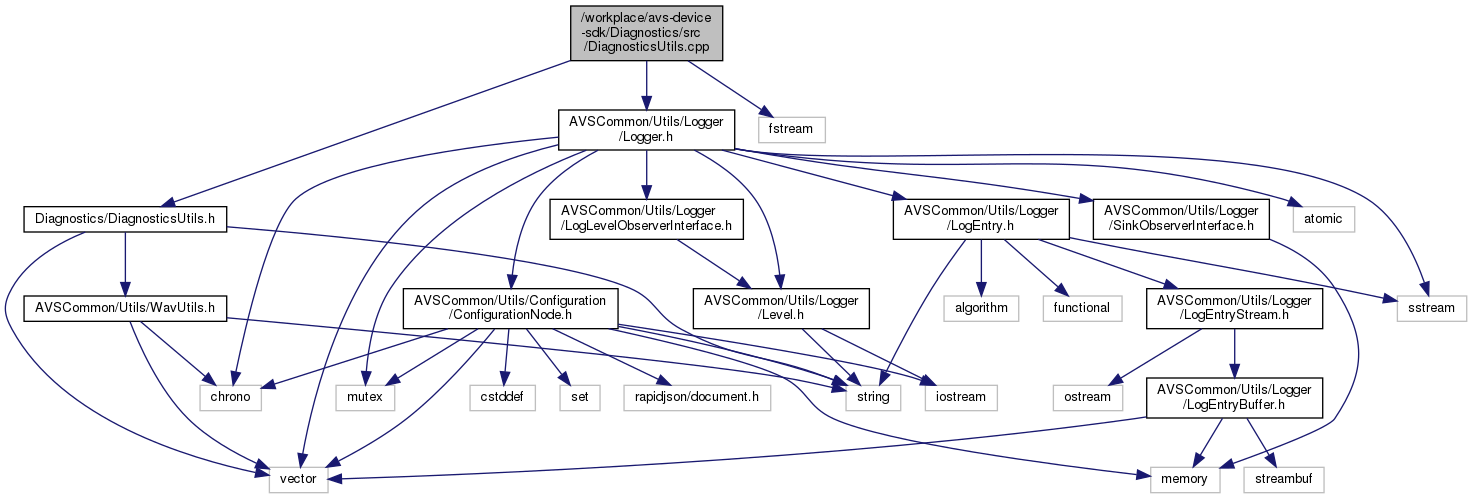 /workplace/avs-device
-sdk/Diagnostics/src
/DiagnosticsUtils.cpp
AVSCommon/Utils/Logger
/Logger.h
fstream
Diagnostics/DiagnosticsUtils.h
AVSCommon/Utils/Logger
/LogLevelObserverInterface.h
AVSCommon/Utils/Logger
/LogEntry.h
AVSCommon/Utils/Logger
/SinkObserverInterface.h
atomic
AVSCommon/Utils/WavUtils.h
AVSCommon/Utils/Configuration
/ConfigurationNode.h
AVSCommon/Utils/Logger
/Level.h
algorithm
functional
AVSCommon/Utils/Logger
/LogEntryStream.h
sstream
chrono
mutex
cstddef
set
rapidjson/document.h
string
iostream
ostream
AVSCommon/Utils/Logger
/LogEntryBuffer.h
vector
memory
streambuf